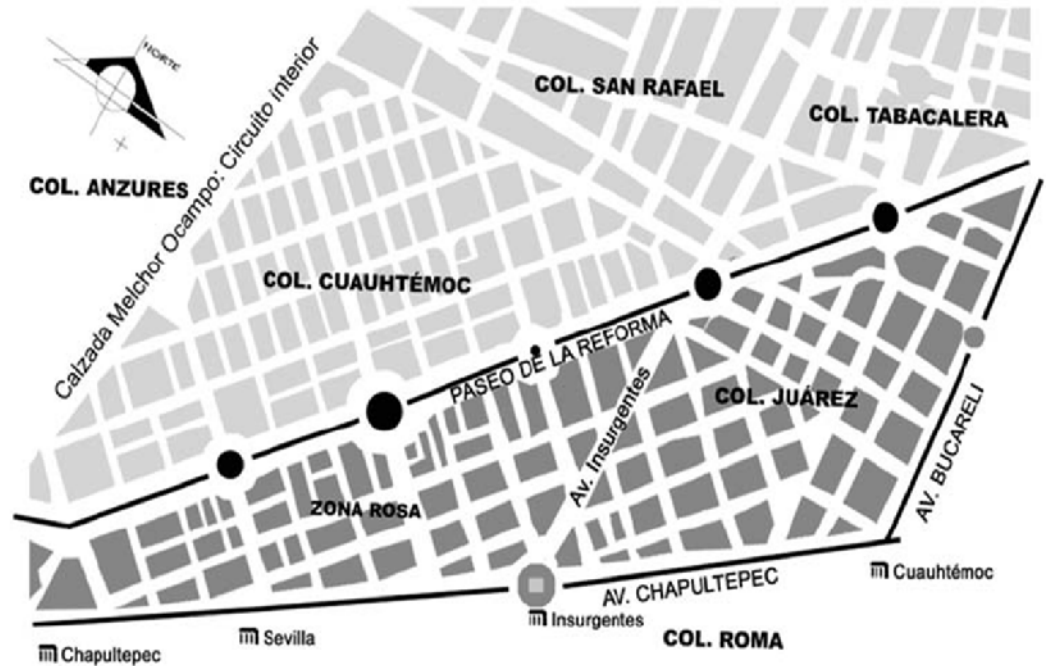 NORTE
COL. SAN RAFAEL
COL. TABACALERA
COL. ANZURES
Calzada Melchor Ocampo: Circuito interior
COL. CUAUHTÉMOC
PASEO DE LA REFORMA
COL. JUÁREZ
Av. Insurgentes
AV. BUCARELI
ZONA ROSA
AV. CHAPULTEPEC
Cuauhtémoc
Insurgentes
Sevilla
COL. ROMA
Chapultepec